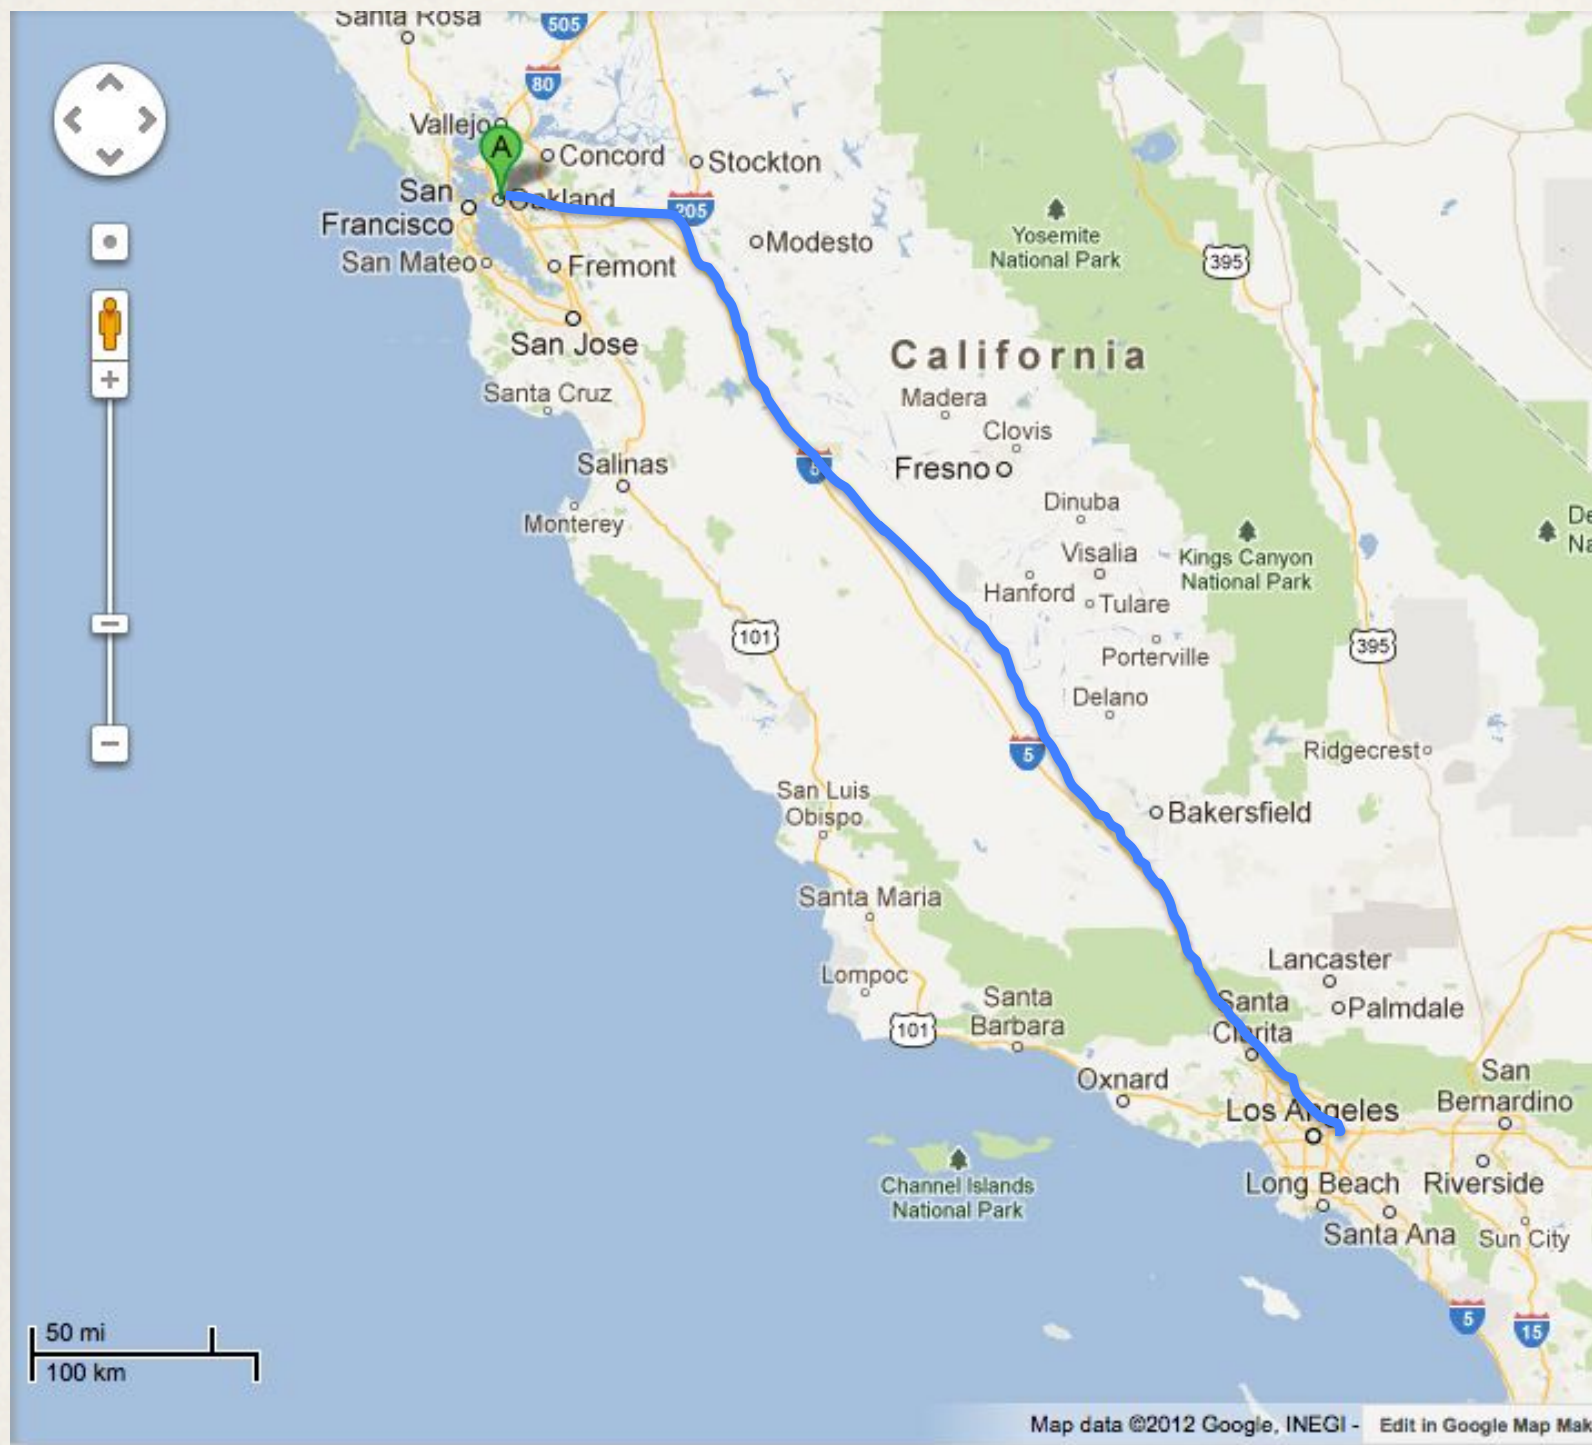 Santa Rosa
505
80
Vallejo
A
Concord
Stockton
San
Francisco
Oakland
205
Modesto
San Mateo
Fremont
Yosemite
National Park
395
San Jose
California
Santa Cruz
Madera
Clovis
Salinas
5
Fresno
Monterey
Dinuba
Visalia
Kings Canyon
National Park
De
Na
Hanford
Tulare
101
Porterville
395
Delano
5
Ridgecrest
San Luis
Obispo
Bakersfield
Santa Maria
Lompoc
Lancaster
Santa
Barbara
Santa
Clarita
Palmdale
101
Oxnard
San
Bernardino
Los Angeles
Channel Islands
National Park
Long Beach
Riverside
Santa Ana
Sun City
5
15
50 mi
100 km
Map data ©2012 Google, INEGI -
Edit in Google Map Mak